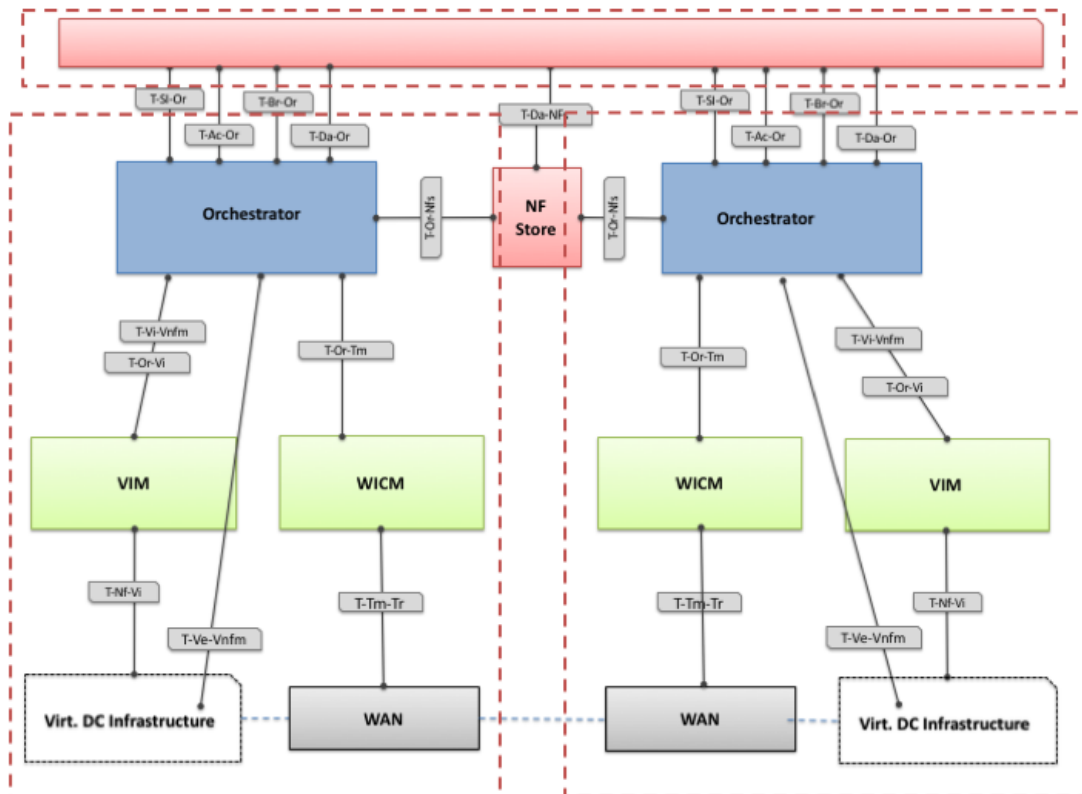 T-Sl-Or
T-Br-Or
T-Ac-Or
T-Da-Or
T-Da-NFs
T-Sl-Or
T-Br-Or
T-Ac-Or
T-Da-Or
Orchestrator
T-Or-Nfs
NF
Store
T-Or-Nfs
Orchestrator
T-Vi-Vnfm
T-Or-Vi
T-Or-Tm
T-Or-Tm
T-Vi-Vnfm
T-Or-Vi
VIM
WICM
WICM
VIM
T-Nf-Vi
T-Ve-Vnfm
T-Tm-Tr
T-Tm-Tr
T-Ve-Vnfm
T-Nf-Vi
Virt. DC Infrastructure
WAN
WAN
Virt. DC Infrastructure